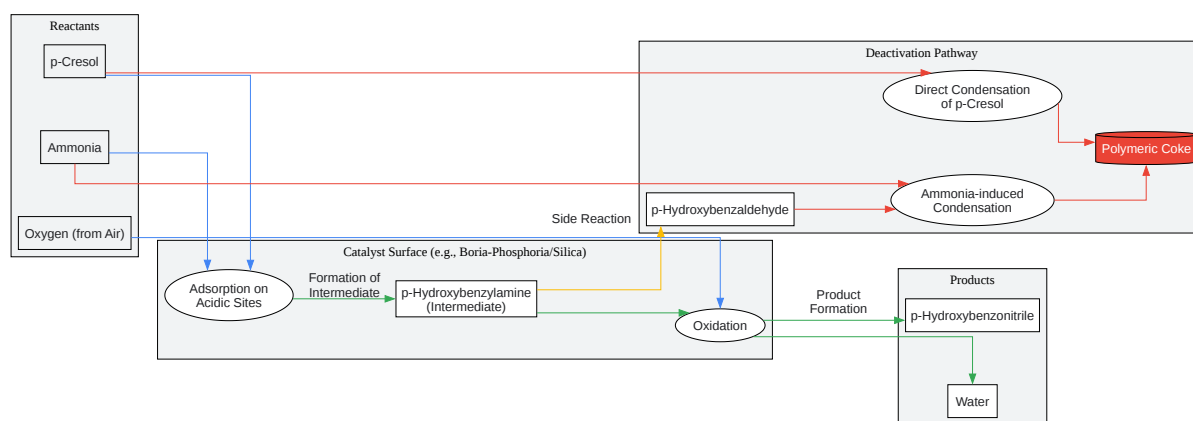 Reactants
p-Cresol
Ammonia
Oxygen (from Air)
Deactivation Pathway
Direct Condensation
of p-Cresol
Polymeric Coke
Ammonia-induced
Condensation
p-Hydroxybenzaldehyde
Side Reaction
Catalyst Surface (e.g., Boria-Phosphoria/Silica)
Adsorption on
Acidic Sites
Formation of
Intermediate
p-Hydroxybenzylamine
(Intermediate)
Oxidation
Product
Formation
Products
p-Hydroxybenzonitrile
Water